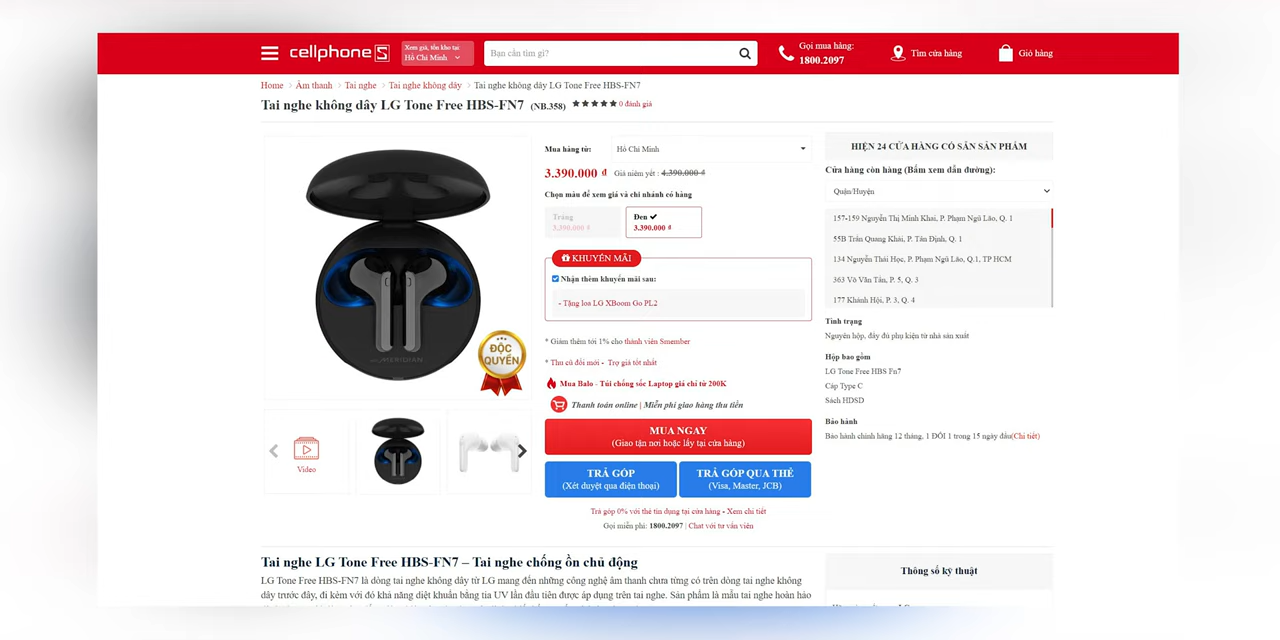 cellphoneS
Xem giá, tồn kho tại
Hồ Chí Minh
Bạn cần tìm gì?
Gọi mua hàng:
1800.2097
Tìm cửa hàng
Giỏ hàng
Home > Âm thanh > Tai nghe > Tai nghe không dây > Tai nghe không dây LG Tone Free HBS-FN7
Tai nghe không dây LG Tone Free HBS-FN7 (NB.358) ★★★★★ 0 đánh giá
MERIDIAN
ĐỘC
QUYỀN
Video
Mua hàng từ: Hồ Chí Minh
3.390.000 ₫ Giá niêm yết : 4.390.000 ₫
Chọn màu để xem giá và chi nhánh có hàng
Trắng
3.390.000 ₫
Đen ✔
3.390.000 ₫
KHUYẾN MÃI
Nhận thêm khuyến mãi sau:
- Tặng loa LG XBoom Go PL2
* Giảm thêm tới 1% cho thành viên Smember
* Thu cũ đổi mới - Trợ giá tốt nhất
Mua Balo - Túi chống sốc Laptop giá chỉ từ 200K
Thanh toán online | Miễn phí giao hàng thu tiền
MUA NGAY
(Giao tận nơi hoặc lấy tại cửa hàng)
TRẢ GÓP
(Xét duyệt qua điện thoại)
TRẢ GÓP QUA THẺ
(Visa, Master, JCB)
Trả góp 0% với thẻ tín dụng tại cửa hàng - Xem chi tiết
Gọi miễn phí: 1800.2097 | Chat với tư vấn viên
HIỆN 24 CỬA HÀNG CÓ SẴN SẢN PHẨM
Cửa hàng còn hàng (Bấm xem dẫn đường):
Quận/Huyện
157-159 Nguyễn Thị Minh Khai, P. Phạm Ngũ Lão, Q. 1
55B Trần Quang Khải, P. Tân Định, Q. 1
134 Nguyễn Thái Học, P. Phạm Ngũ Lão, Q.1, TP HCM
363 Võ Văn Tần, P. 5, Q. 3
177 Khánh Hội, P. 3, Q. 4
Tình trạng
Nguyên hộp, đầy đủ phụ kiện từ nhà sản xuất
Hộp bao gồm
LG Tone Free HBS Fn7
Cáp Type C
Sách HDSD
Bảo hành
Bảo hành chính hãng 12 tháng, 1 ĐỔI 1 trong 15 ngày đầu(Chi tiết)
Tai nghe LG Tone Free HBS-FN7 – Tai nghe chống ồn chủ động
LG Tone Free HBS-FN7 là dòng tai nghe không dây từ LG mang đến những công nghệ âm thanh chưa từng có trên dòng tai nghe không
dây trước đây, đi kèm với đó khả năng diệt khuẩn bằng tia UV lần đầu tiên được áp dụng trên tai nghe. Sản phẩm là mẫu tai nghe hoàn hảo
Thông số kỹ thuật